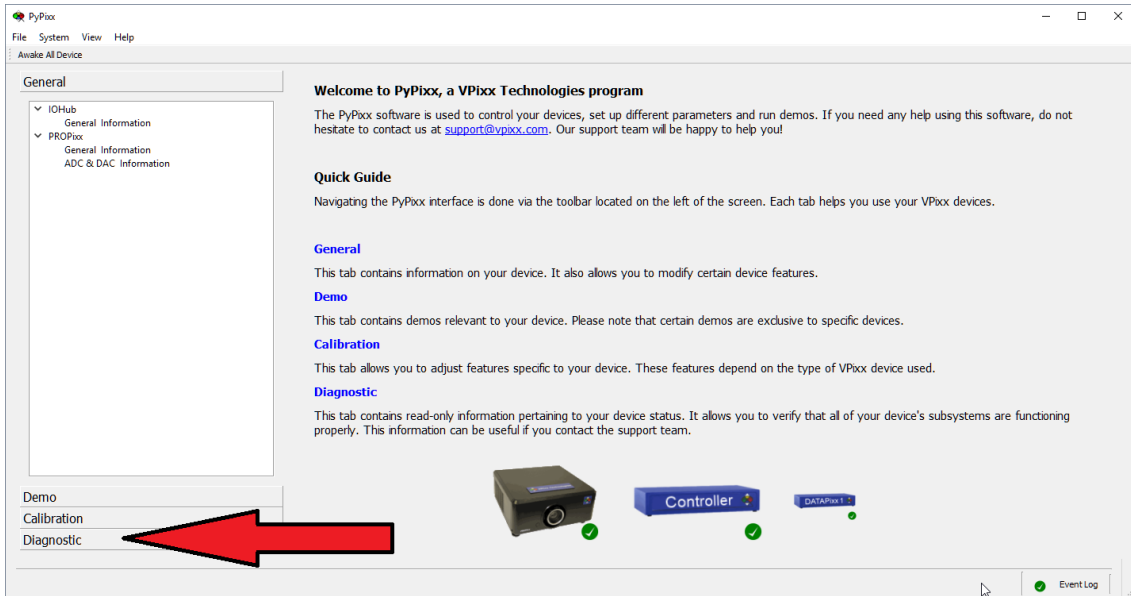 PyPixx
File System View Help
Awake All Device
General
IOHub
General Information
PROPixx
General Information
ADC & DAC Information
Welcome to PyPixx, a VPixx Technologies program
The PyPixx software is used to control your devices, set up different parameters and run demos. If you need any help using this software, do not
hesitate to contact us at support@vpixx.com. Our support team will be happy to help you!
Quick Guide
Navigating the PyPixx interface is done via the toolbar located on the left of the screen. Each tab helps you use your VPixx devices.
General
This tab contains information on your device. It also allows you to modify certain device features.
Demo
This tab contains demos relevant to your device. Please note that certain demos are exclusive to specific devices.
Calibration
This tab allows you to adjust features specific to your device. These features depend on the type of VPixx device used.
Diagnostic
This tab contains read-only information pertaining to your device status. It allows you to verify that all of your device's subsystems are functioning
properly. This information can be useful if you contact the support team.
Controller
DATAPixx 1
Demo
Calibration
Diagnostic
Event Log